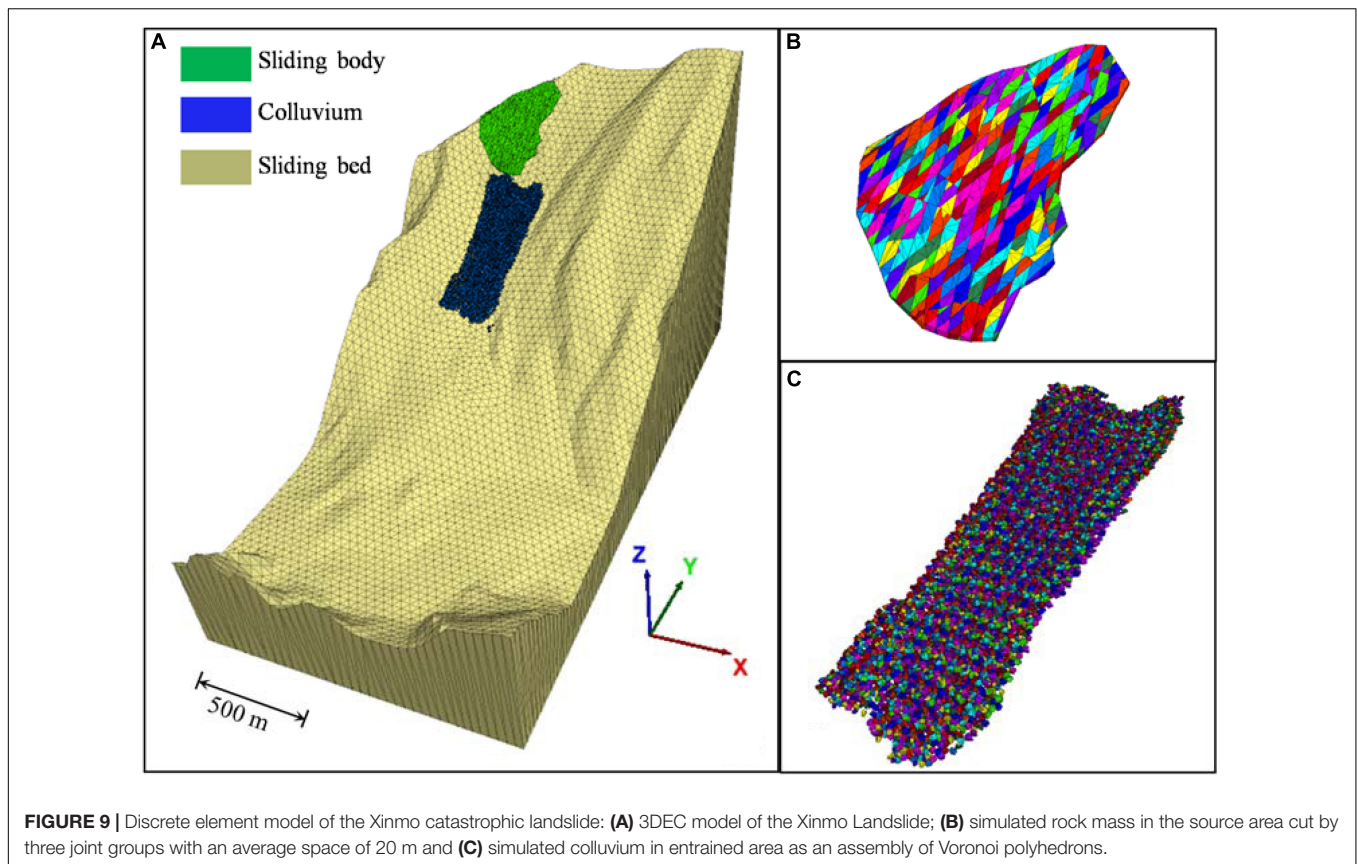 A
Sliding body
Colluvium
Sliding bed
Z
Y
X
500 m
B
C
FIGURE 9 | Discrete element model of the Xinmo catastrophic landslide: (A) 3DEC model of the Xinmo Landslide; (B) simulated rock mass in the source area cut by
three joint groups with an average space of 20 m and (C) simulated colluvium in entrained area as an assembly of Voronoi polyhedrons.